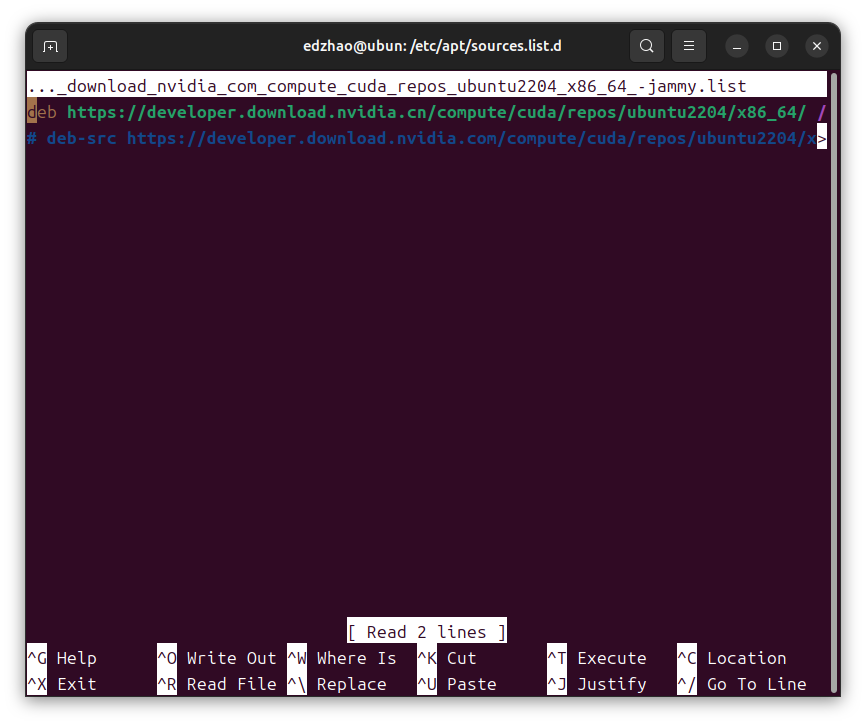 edzhao@ubun: /etc/apt/sources.list.d
..._download_nvidia_com_compute_cuda_repos_ubuntu2204_x86_64_-jammy.list
deb https://developer.download.nvidia.cn/compute/cuda/repos/ubuntu2204/x86_64/ /
# deb-src https://developer.download.nvidia.com/compute/cuda/repos/ubuntu2204/x>
[ Read 2 lines ]
^G Help ^O Write Out ^W Where Is ^K Cut ^T Execute ^C Location
^X Exit ^R Read File ^\ Replace ^U Paste ^J Justify ^/ Go To Line